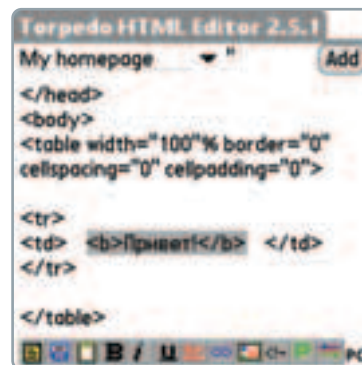 Torpedo HTML Editor 2.5.1
My homepage " Add
</head>
<body>
<table width="100"% border="0"
cellspacing="0" cellpadding="0">
<tr>
<td> <b>Привет!</b> </td>
</tr>
</table>
B I U